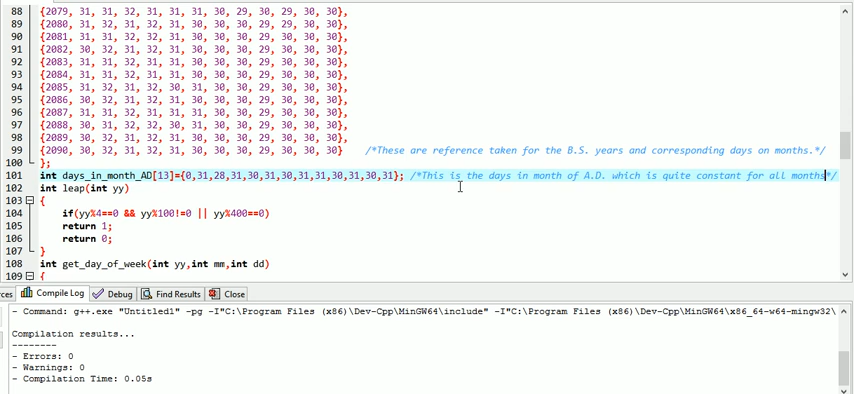 88 {2079, 31, 31, 32, 31, 31, 31, 30, 29, 30, 29, 30, 30},
89 {2080, 31, 32, 31, 32, 31, 30, 30, 30, 29, 29, 30, 30},
90 {2081, 31, 31, 32, 32, 31, 30, 30, 30, 29, 30, 30, 30},
91 {2082, 30, 32, 31, 32, 31, 30, 30, 30, 29, 30, 30, 30},
92 {2083, 31, 31, 32, 31, 31, 30, 30, 30, 29, 30, 30, 30},
93 {2084, 31, 31, 32, 31, 31, 30, 30, 30, 29, 30, 30, 30},
94 {2085, 31, 32, 31, 32, 30, 31, 30, 30, 29, 30, 30, 30},
95 {2086, 30, 32, 31, 32, 31, 30, 30, 30, 29, 30, 30, 30},
96 {2087, 31, 31, 32, 31, 31, 31, 30, 30, 29, 30, 30, 30},
97 {2088, 30, 31, 32, 32, 30, 31, 30, 30, 29, 30, 30, 30},
98 {2089, 30, 32, 31, 32, 31, 30, 30, 30, 29, 30, 30, 30},
99 {2090, 30, 32, 31, 32, 31, 30, 30, 30, 29, 30, 30, 30} /*These are reference taken for the B.S. years and corresponding days on months.*/
100 };
101 int days_in_month_AD[13]={0,31,28,31,30,31,30,31,31,30,31,30,31}; /*This is the days in month of A.D. which is quite constant for all months*/
102 int leap(int yy)
103 {
104 if(yy%4==0 && yy%100!=0 || yy%400==0)
105 return 1;
106 return 0;
107 }
108 int get_day_of_week(int yy,int mm,int dd)
109 {
rces Compile Log Debug Find Results Close
- Command: g++.exe "Untitled1" -pg -I"C:\Program Files (x86)\Dev-Cpp\MinGW64\include" -I"C:\Program Files (x86)\Dev-Cpp\MinGW64\x86_64-w64-mingw32\
Compilation results...
--------
- Errors: 0
- Warnings: 0
- Compilation Time: 0.05s